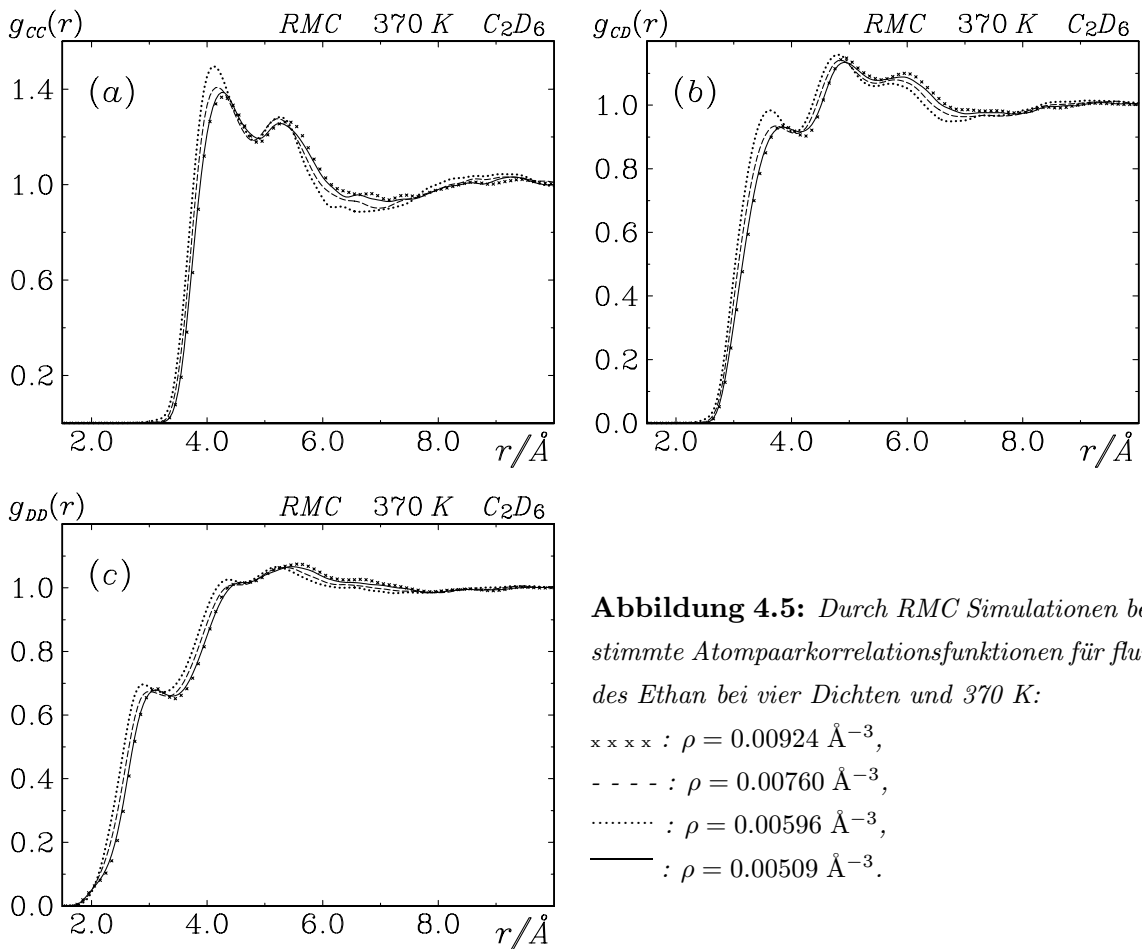 g_CC(r) RMC 370 K C₂D₆
(a)
1.4
1.0
0.6
0.2
2.0 4.0 6.0 8.0
r/Å
g_CD(r) RMC 370 K C₂D₆
(b)
1.0
0.8
0.6
0.4
0.2
0.0
2.0 4.0 6.0 8.0
r/Å
g_DD(r) RMC 370 K C₂D₆
(c)
1.0
0.8
0.6
0.4
0.2
0.0
2.0 4.0 6.0 8.0
r/Å
Abbildung 4.5: Durch RMC Simulationen be
stimmte Atompaarkorrelationsfunktionen für flu
des Ethan bei vier Dichten und 370 K:
x x x x : ρ = 0.00924 Å⁻³,
- - - - : ρ = 0.00760 Å⁻³,
............ : ρ = 0.00596 Å⁻³,
——— : ρ = 0.00509 Å⁻³.